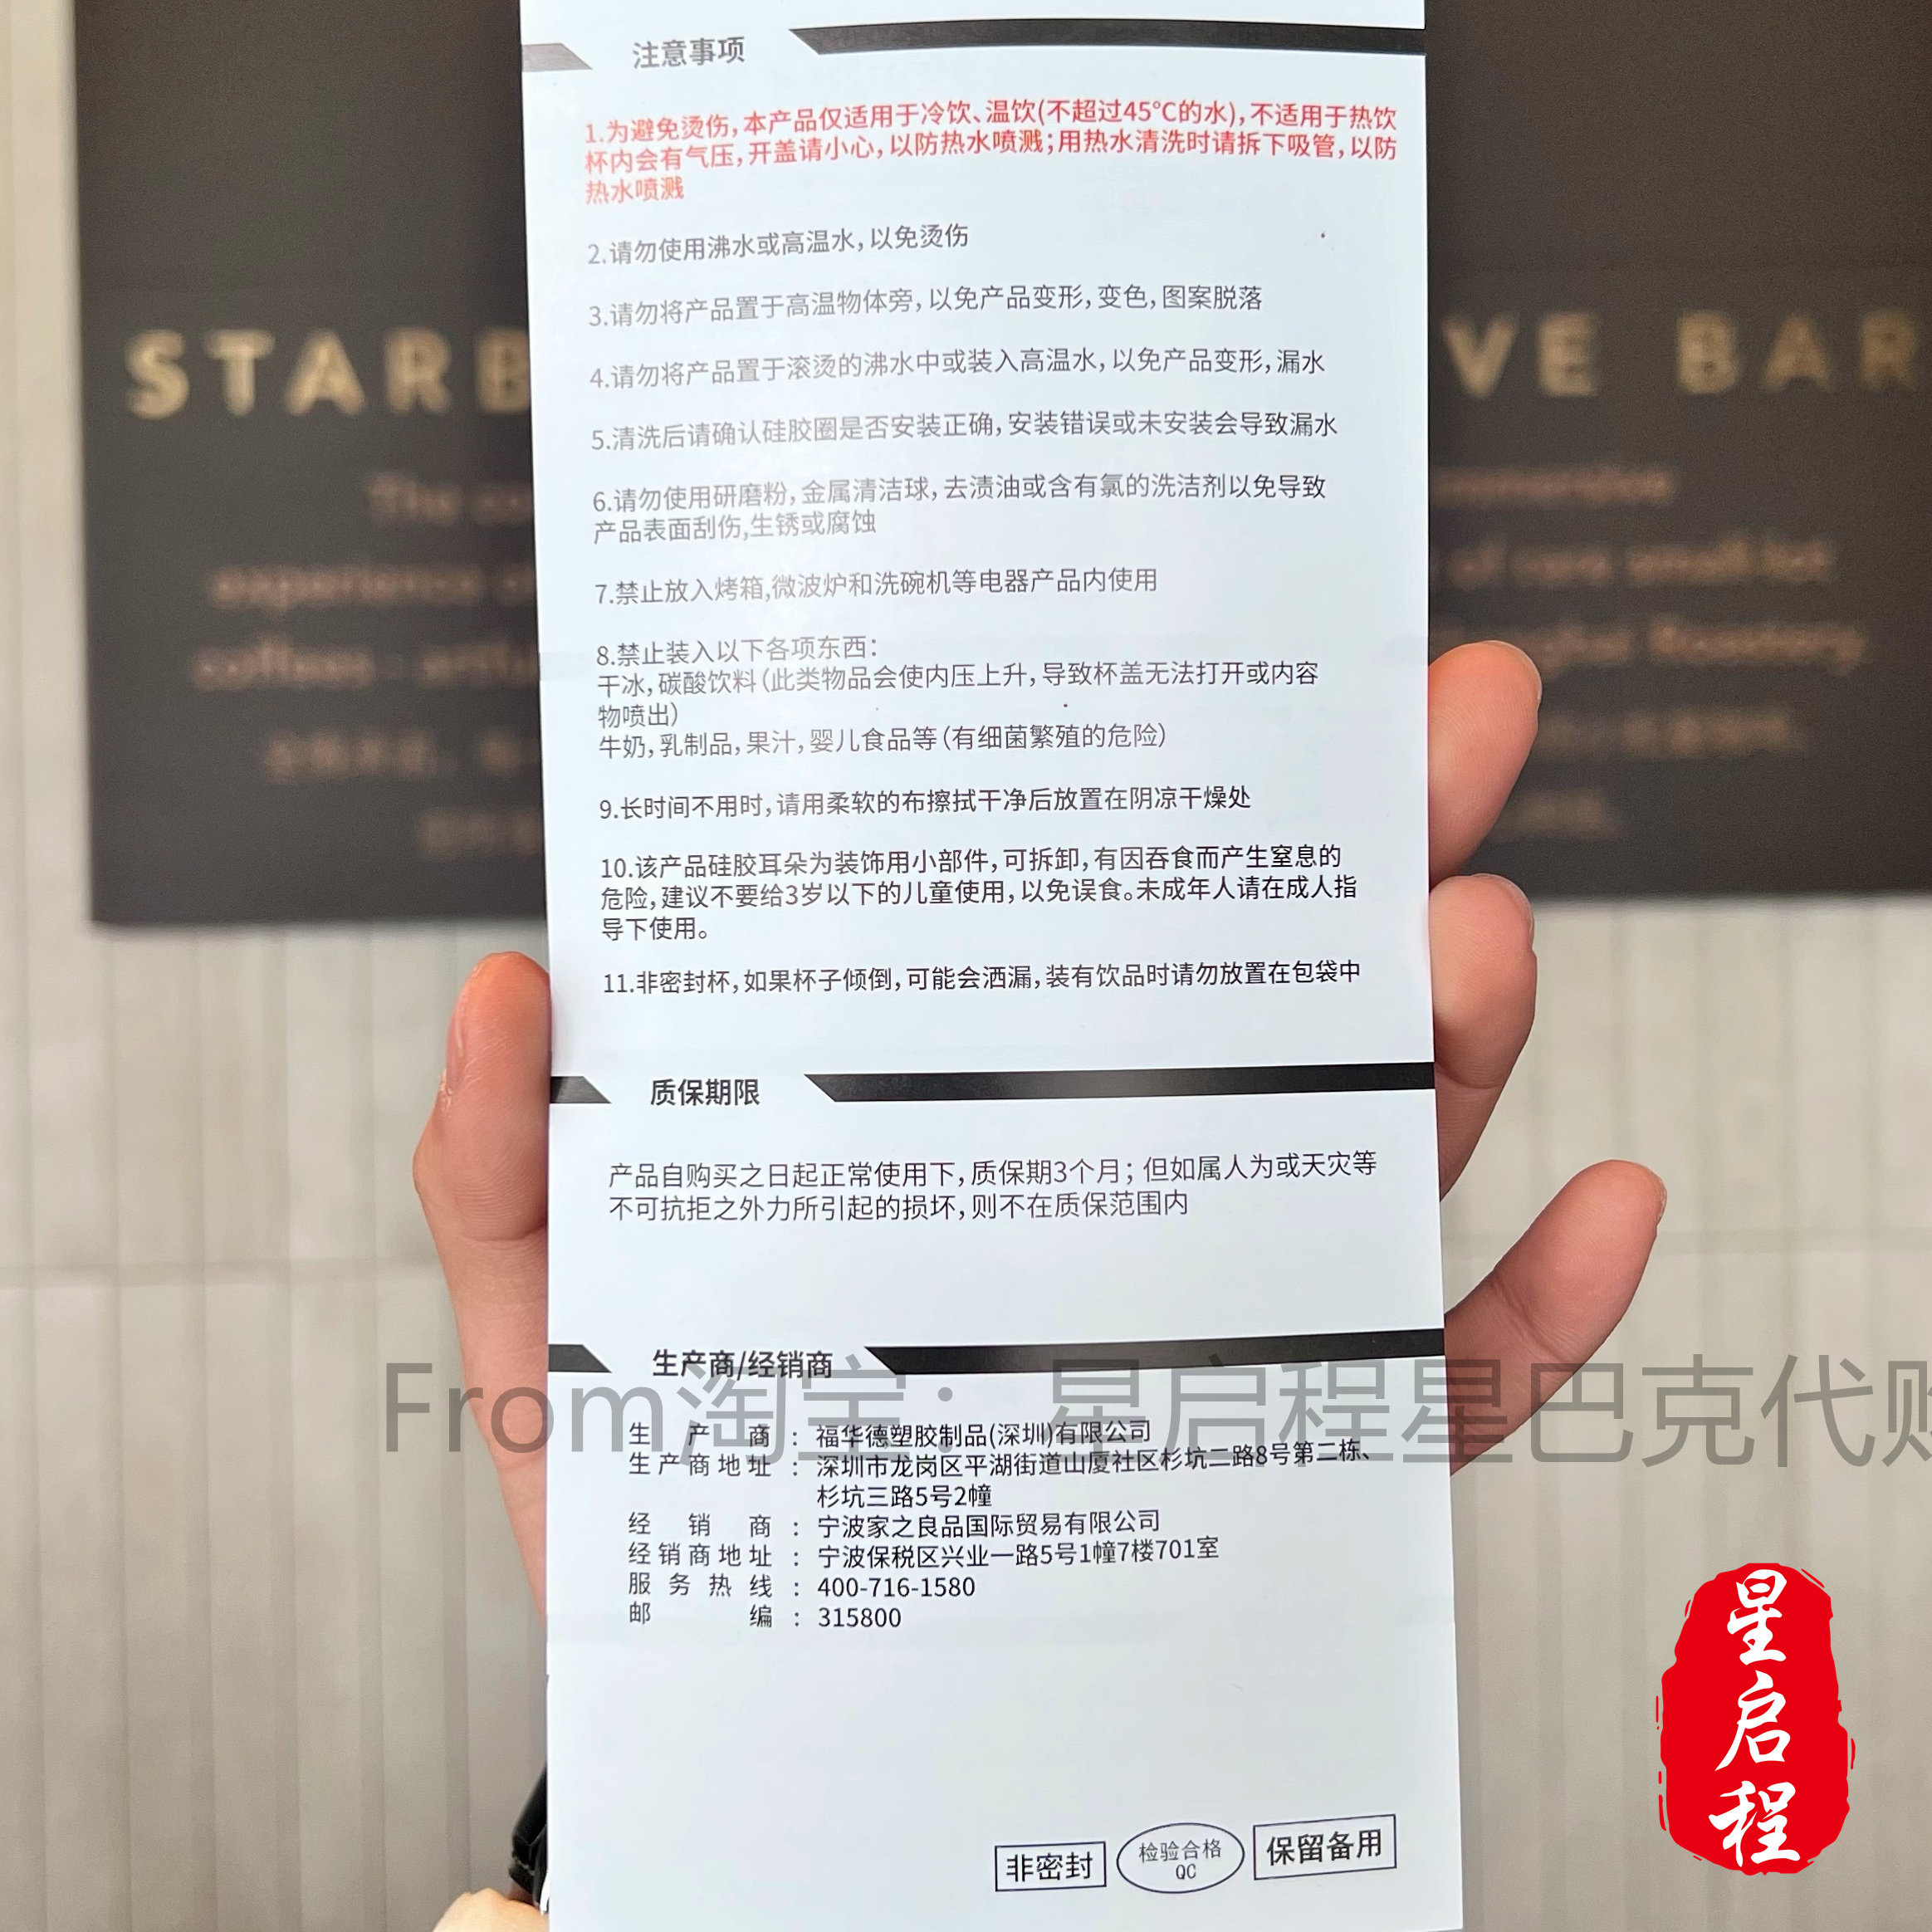 注意事项
1.为避免烫伤,本产品仅适用于冷饮、温饮(不超过45℃的水),不适用于热饮
杯内会有气压,开盖请小心,以防热水喷溅;用热水清洗时请拆下吸管,以防
热水喷溅
2.请勿使用沸水或高温水,以免烫伤
3.请勿将产品置于高温物体旁,以免产品变形,变色,图案脱落
4.请勿将产品置于滚烫的沸水中或装入高温水,以免产品变形,漏水
5.清洗后请确认硅胶圈是否安装正确,安装错误或未安装会导致漏水
6.请勿使用研磨粉,金属清洁球,去渍油或含有氯的洗洁剂以免导致
产品表面刮伤,生锈或腐蚀
7.禁止放入烤箱,微波炉和洗碗机等电器产品内使用
8.禁止装入以下各项东西:
干冰,碳酸饮料(此类物品会使内压上升,导致杯盖无法打开或内容
物喷出)
牛奶,乳制品,果汁,婴儿食品等(有细菌繁殖的危险)
9.长时间不用时,请用柔软的布擦拭干净后放置在阴凉干燥处
10.该产品硅胶耳朵为装饰用小部件,可拆卸,有因吞食而产生窒息的
危险,建议不要给3岁以下的儿童使用,以免误食。未成年人请在成人指
导下使用。
11.非密封杯,如果杯子倾倒,可能会洒漏,装有饮品时请勿放置在包袋中
质保期限
产品自购买之日起正常使用下,质保期3个月;但如属人为或天灾等
不可抗拒之外力所引起的损坏,则不在质保范围内
生产商/经销商
生产商:福华德塑胶制品(深圳)有限公司
生产商地址:深圳市龙岗区平湖街道山厦社区杉坑二路8号第二栋、
杉坑三路5号2幢
经销商:宁波家之良品国际贸易有限公司
经销商地址:宁波保税区兴业一路5号1幢7楼701室
服务热线:400-716-1580
邮编:315800
非密封
检验合格
QC
保留备用
From淘宝:星启程星巴克代购
星启程
STARB
VE BAR
The
experience
coffees
immersive
of rare small-lot
Roastery.